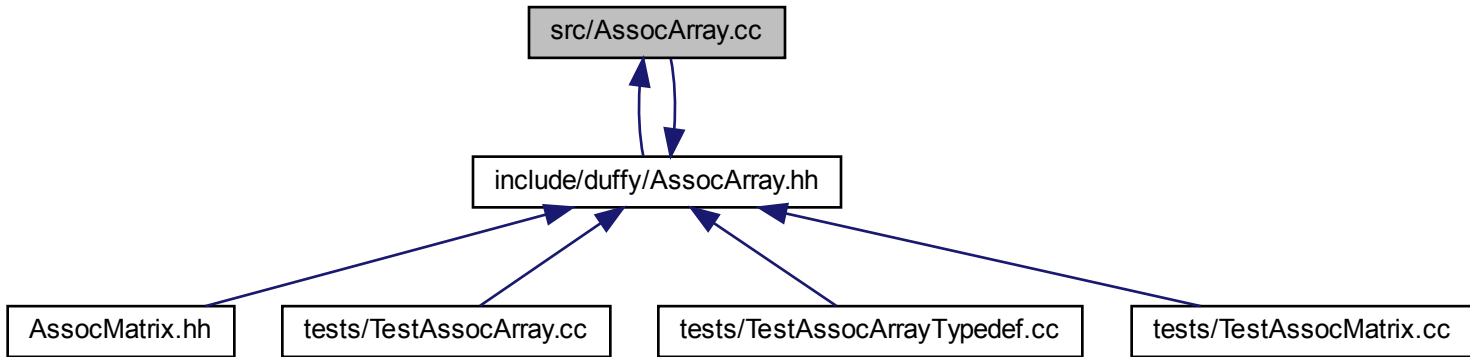 src/AssocArray.cc
include/duffy/AssocArray.hh
AssocMatrix.hh
tests/TestAssocArray.cc
tests/TestAssocArrayTypedef.cc
tests/TestAssocMatrix.cc